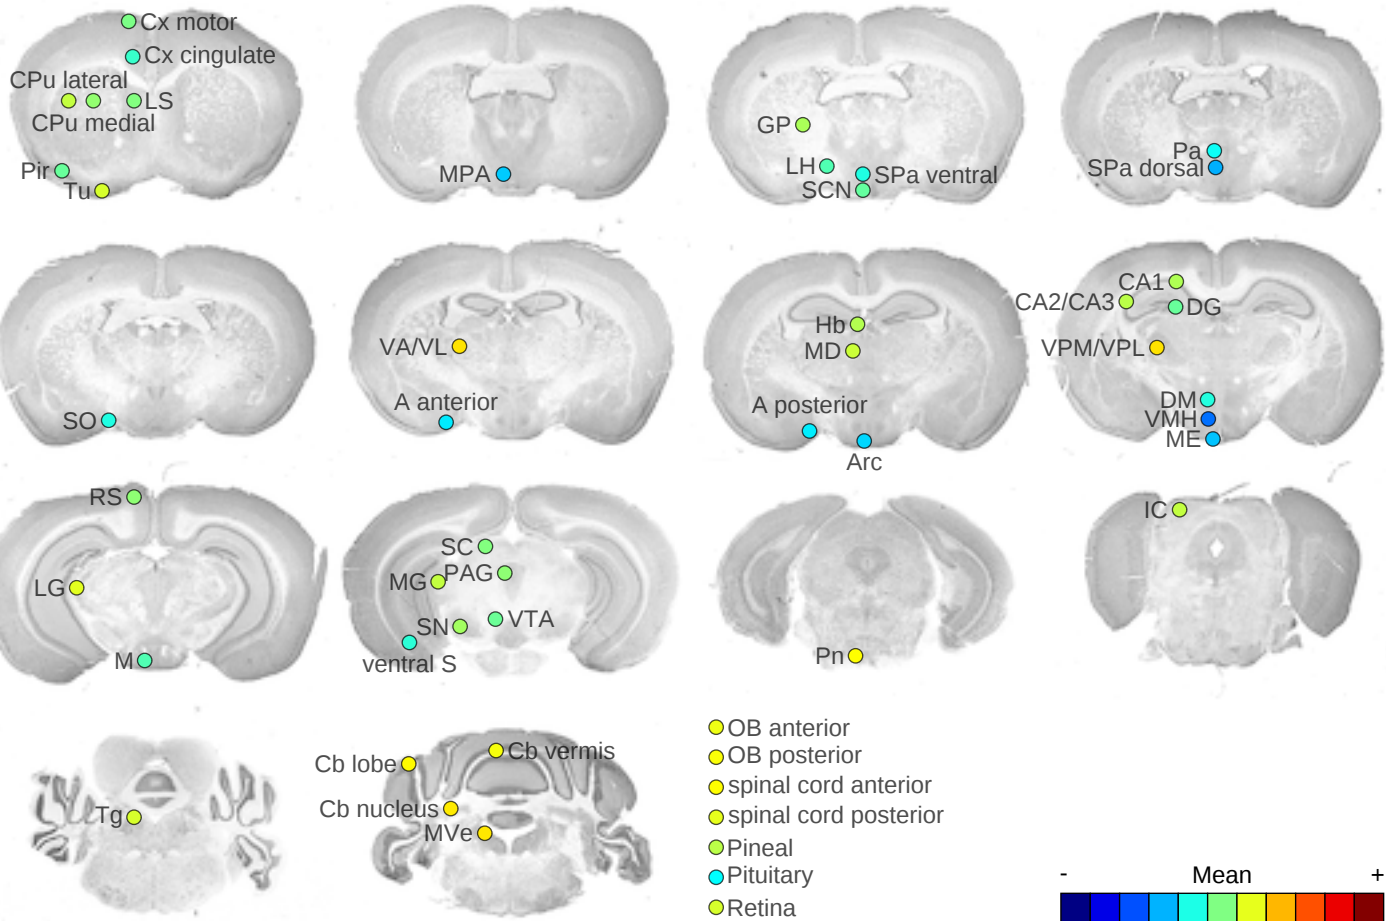 Cx motor
Cx cingulate
CPu lateral
LS
CPu medial
Pir
Tu
MPA
GP
LH
SPa ventral
SCN
Pa
SPa dorsal
SO
VA/VL
A anterior
Hb
MD
A posterior
Arc
CA1
CA2/CA3
DG
VPM/VPL
DM
VMH
ME
RS
LG
M
SC
PAG
MG
VTA
SN
ventral S
Pn
IC
Tg
Cb vermis
Cb lobe
Cb nucleus
MVe
OB anterior
OB posterior
spinal cord anterior
spinal cord posterior
Pineal
Pituitary
Retina
- Mean +